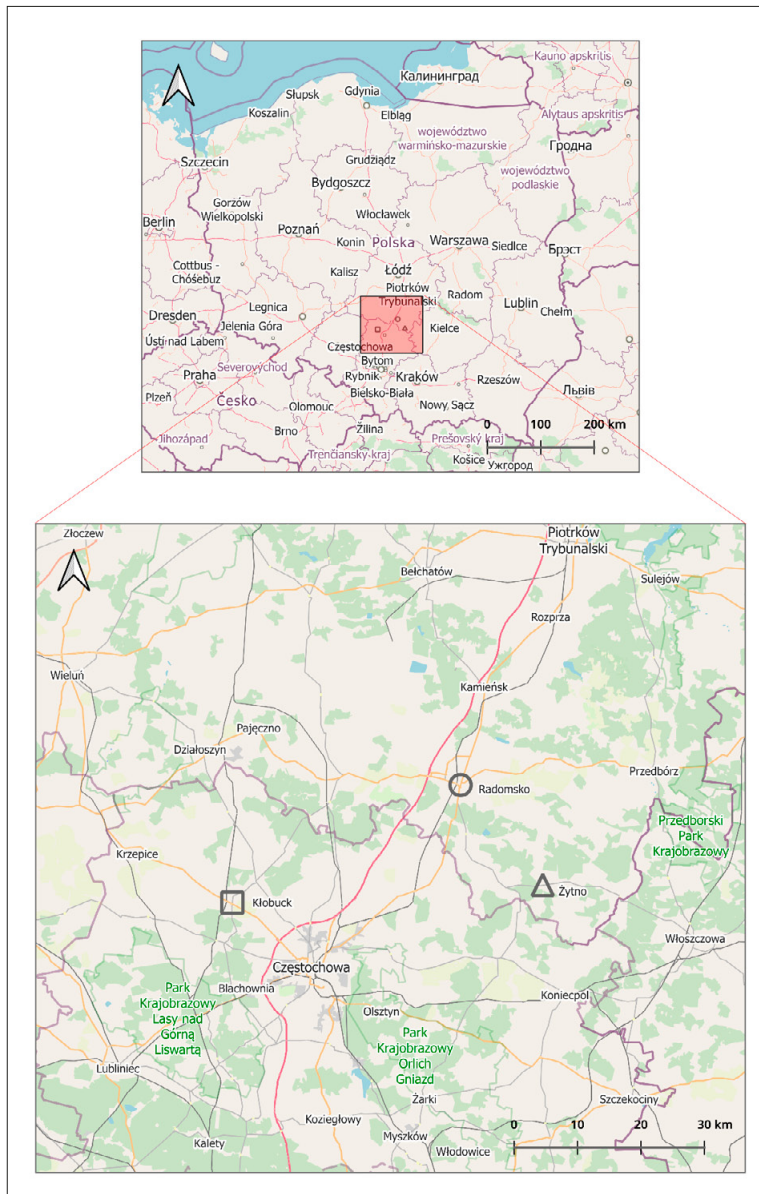 Kauno apskritis
Калининград
Słupsk
Gdynia
Koszalin
Elbląg
Alytaus apskritis
województwo
warmińsko-mazurskie
Гродна
Szczecin
Grudziądz
województwo
podlaskie
Bydgoszcz
Gorzów
Wielkopolski
Włocławek
Berlin
Poznań
Konin
Polska
Warszawa
Siedlce
Брэст
Cottbus -
Chóśebuz
Kalisz
Łódź
Piotrków
Trybunalski
Radom
Legnica
Lublin
Chełm
Dresden
Jelenia Góra
Kielce
Ústí nad Labem
Częstochowa
Severovýchod
Bytom
Praha
Rybnik
Kraków
Rzeszów
Львів
Plzeň
Česko
Olomouc
Bielsko-Biała
Nowy Sącz
0 100 200 km
Jihozápad
Brno
Žilina
Prešovský kraj
Trenčiansky kraj
Košice
Ужгород
Złoczew
Piotrków
Trybunalski
Bełchatów
Sulejów
Rozprza
Wieluń
Kamieńsk
Pajęczno
Działoszyn
Przedbórz
Radomsko
Przedborski
Park
Krajobrazowy
Krzepice
Kłobuck
Żytno
Włoszczowa
Częstochowa
Blachownia
Park
Krajobrazowy
Lasy nad
Górną
Liswartą
Koniecpol
Olsztyn
Park
Krajobrazowy
Orlich
Gniazd
Lubliniec
Żarki
Szczekociny
Koziegłowy
0 10 20 30 km
Kalety
Myszków
Włodowice